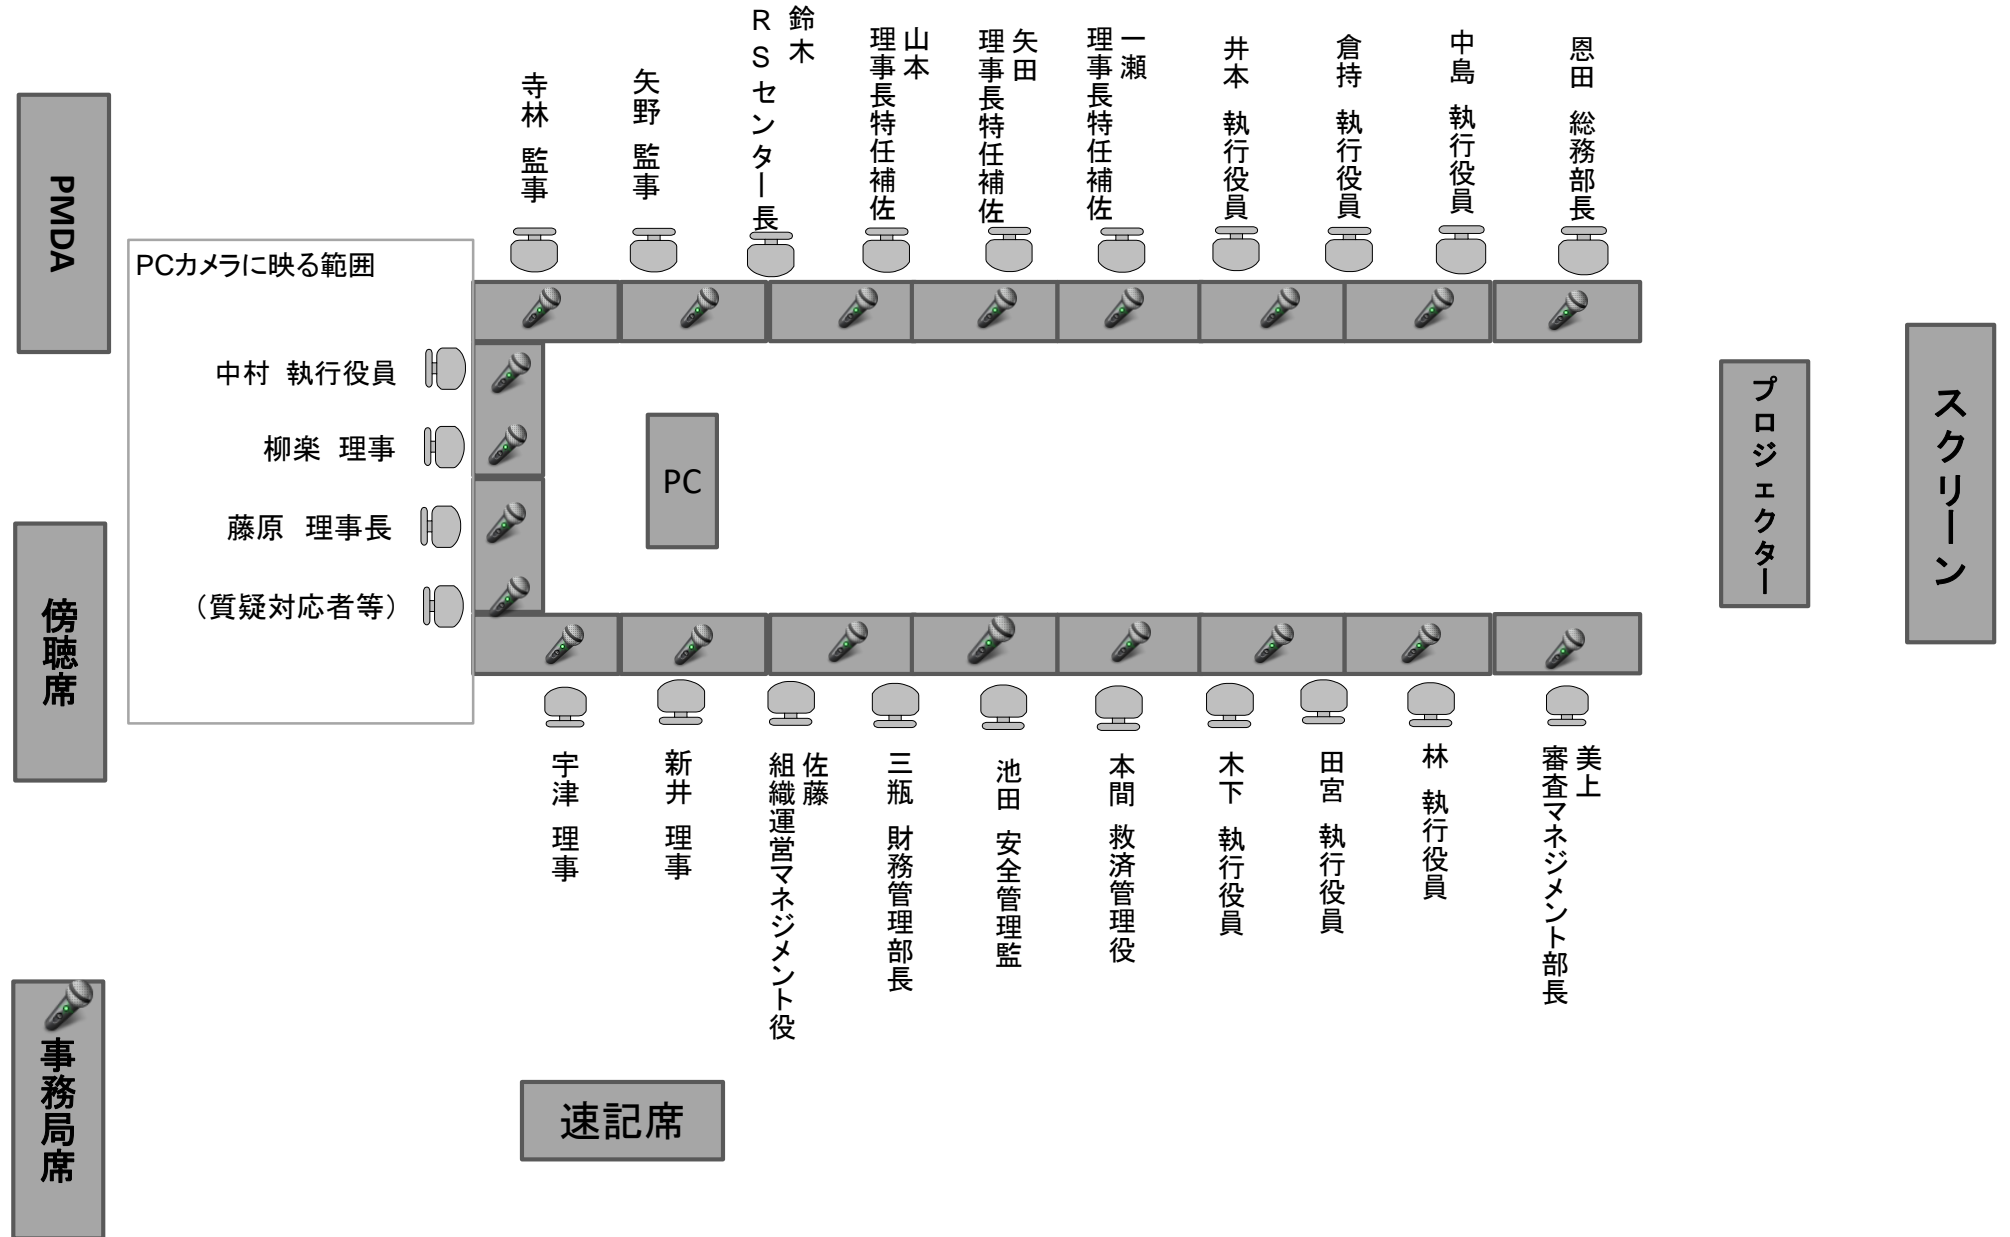 PMDA
傍聴席
事務局席
寺林 監事
矢野 監事
鈴木
RSセンター長
山本
理事長特任補佐
矢田
理事長特任補佐
一瀬
理事長特任補佐
井本 執行役員
倉持 執行役員
中島 執行役員
恩田 総務部長
PCカメラに映る範囲
中村 執行役員
柳楽 理事
藤原 理事長
（質疑対応者等）
PC
プロジェクター
スクリーン
宇津 理事
新井 理事
佐藤
組織運営マネジメント役
三瓶 財務管理部長
池田 安全管理監
本間 救済管理役
木下 執行役員
田宮 執行役員
林 執行役員
美上
審査マネジメント部長
速記席